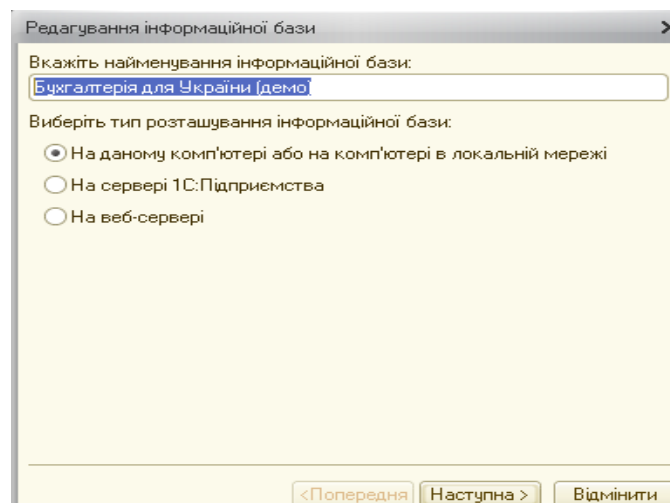 Редагування інформаційної бази
Вкажіть найменування інформаційної бази:
Бухгалтерія для України (демо)
Виберіть тип розташування інформаційної бази:
На даному комп'ютері або на комп'ютері в локальній мережі
На сервері 1С:Підприємства
На веб-сервері
<Попередня Наступна > Відмінити